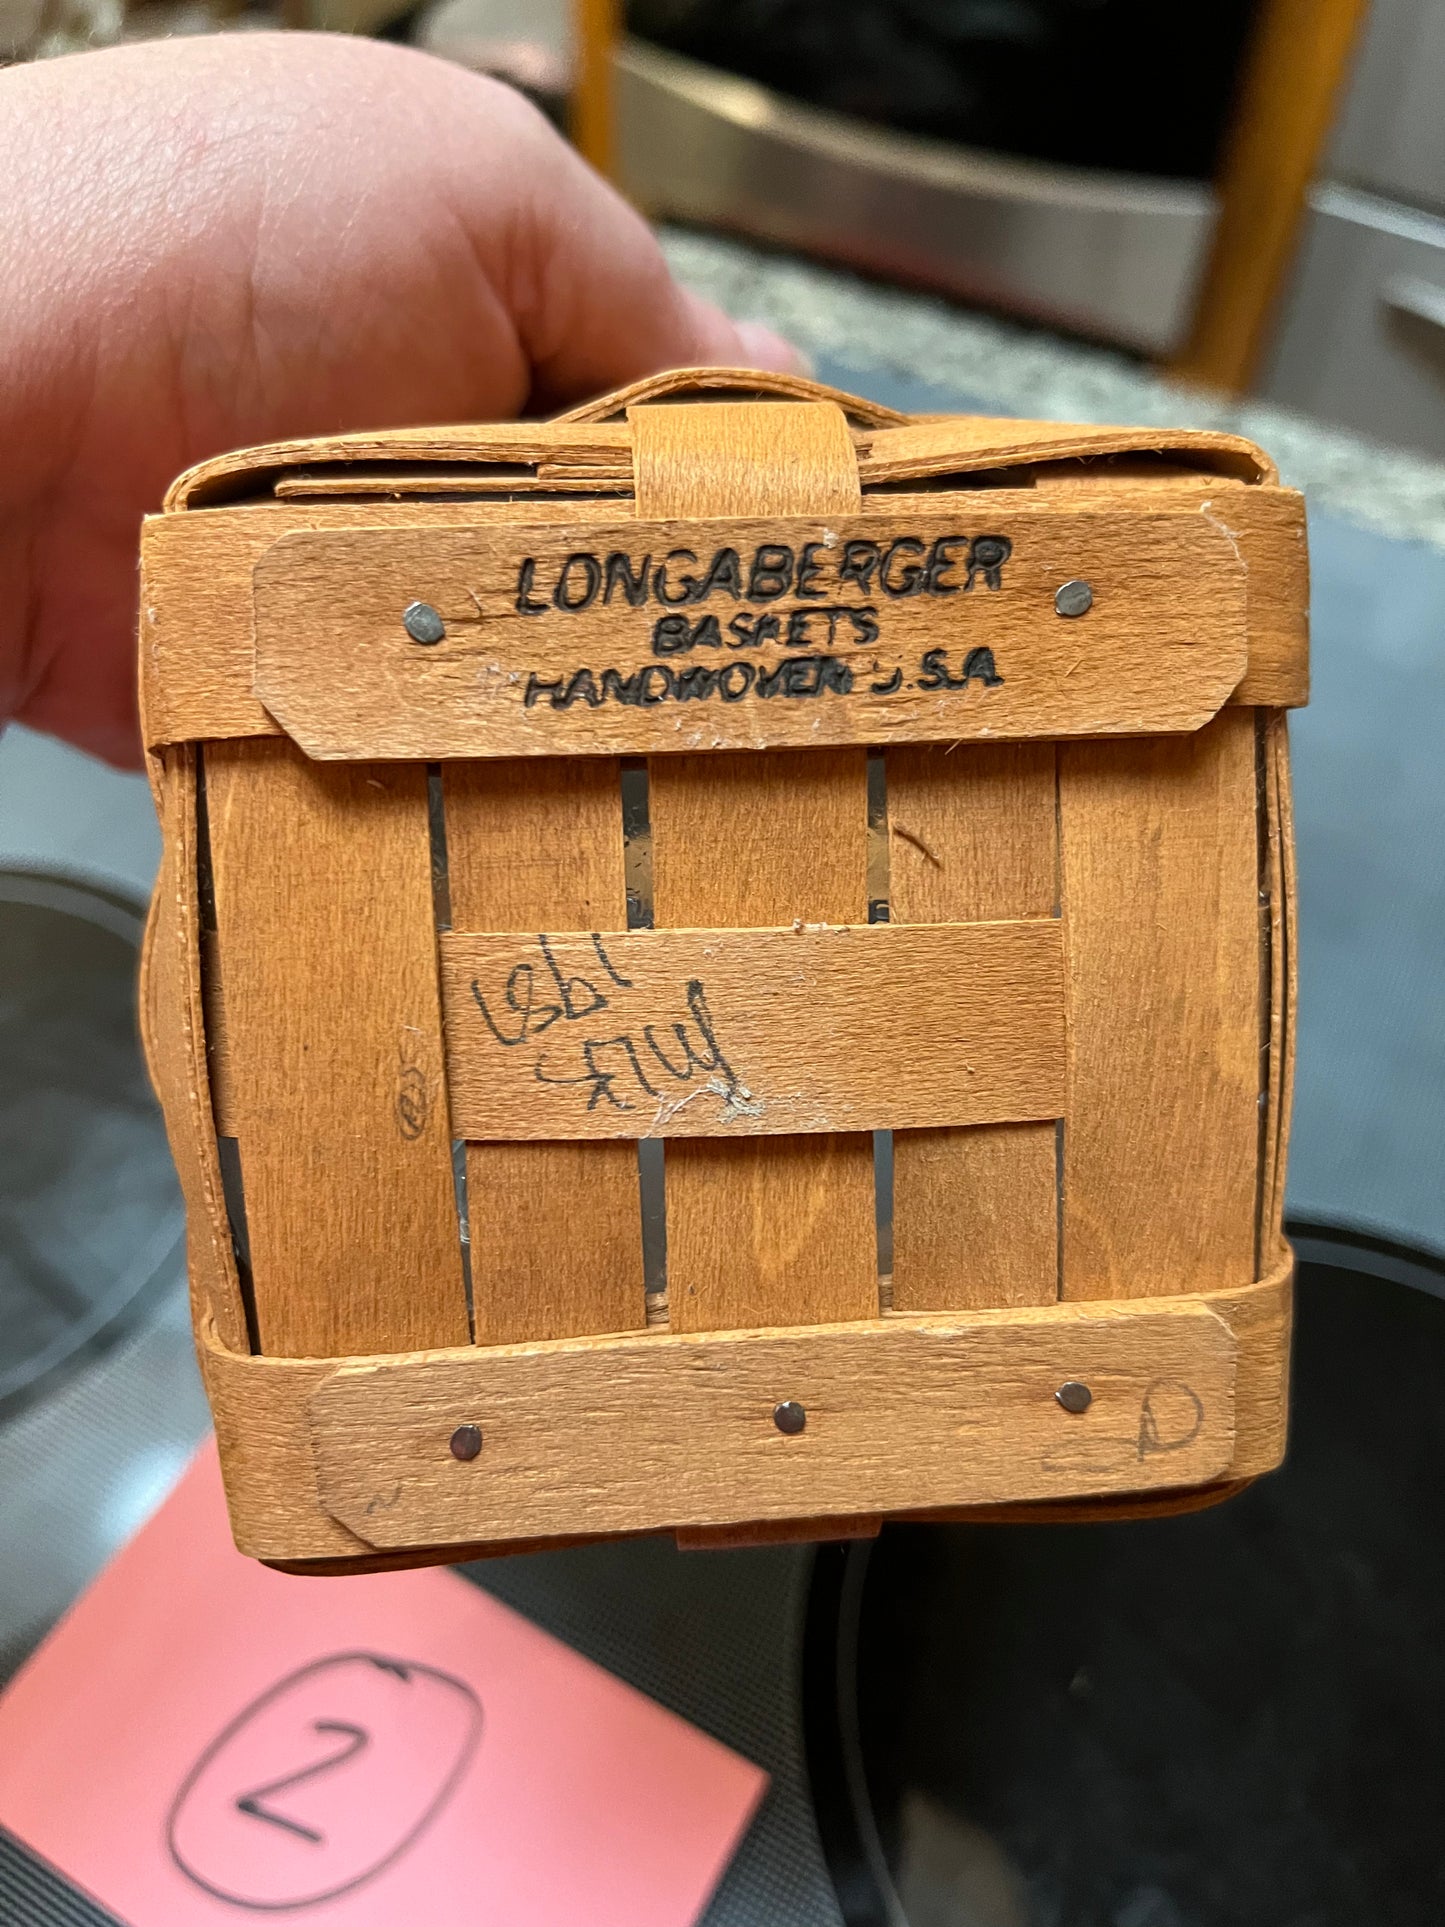 LONGABERGER
BASKETS
HANDWOVEN U.S.A.
1987
2